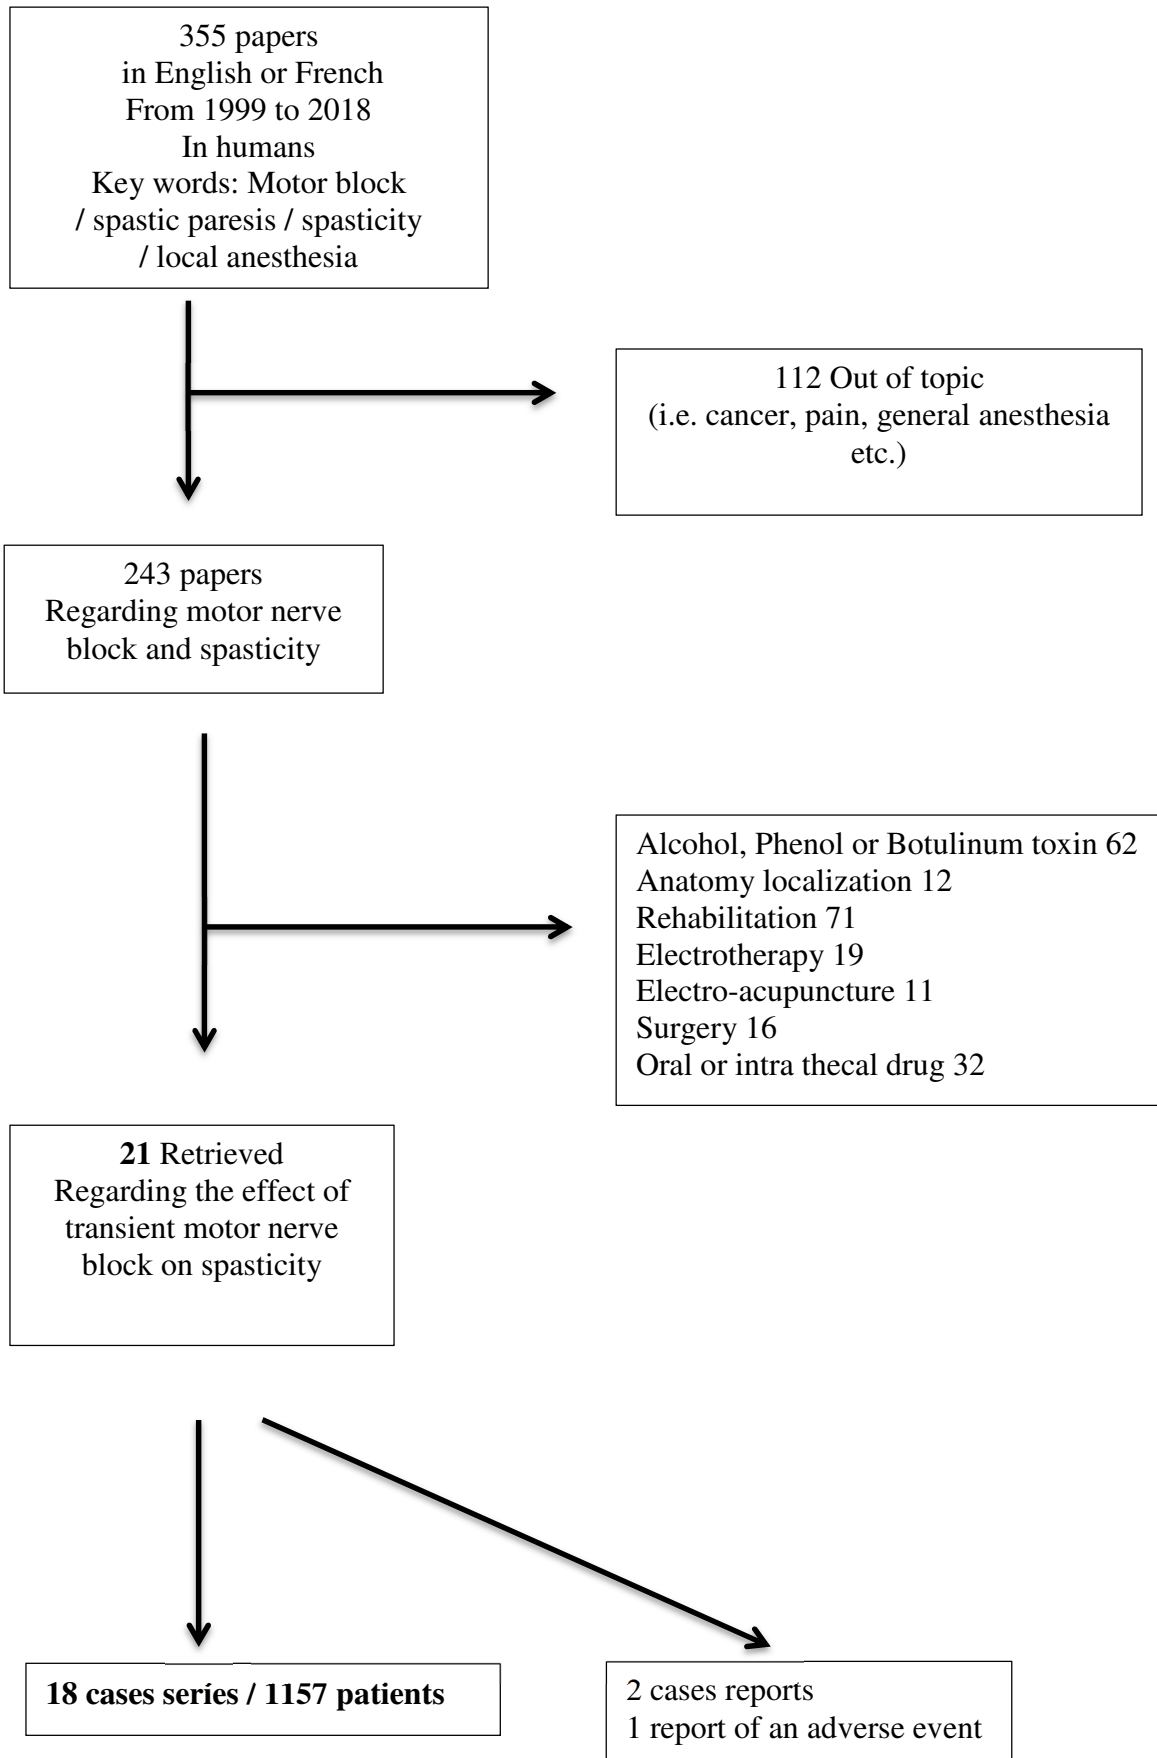 355 papers
in English or French
From 1999 to 2018
In humans
Key words: Motor block
/ spastic paresis / spasticity
/ local anesthesia
112 Out of topic
(i.e. cancer, pain, general anesthesia
etc.)
243 papers
Regarding motor nerve
block and spasticity
Alcohol, Phenol or Botulinum toxin 62
Anatomy localization 12
Rehabilitation 71
Electrotherapy 19
Electro-acupuncture 11
Surgery 16
Oral or intra thecal drug 32
21 Retrieved
Regarding the effect of
transient motor nerve
block on spasticity
18 cases series / 1157 patients
2 cases reports
1 report of an adverse event